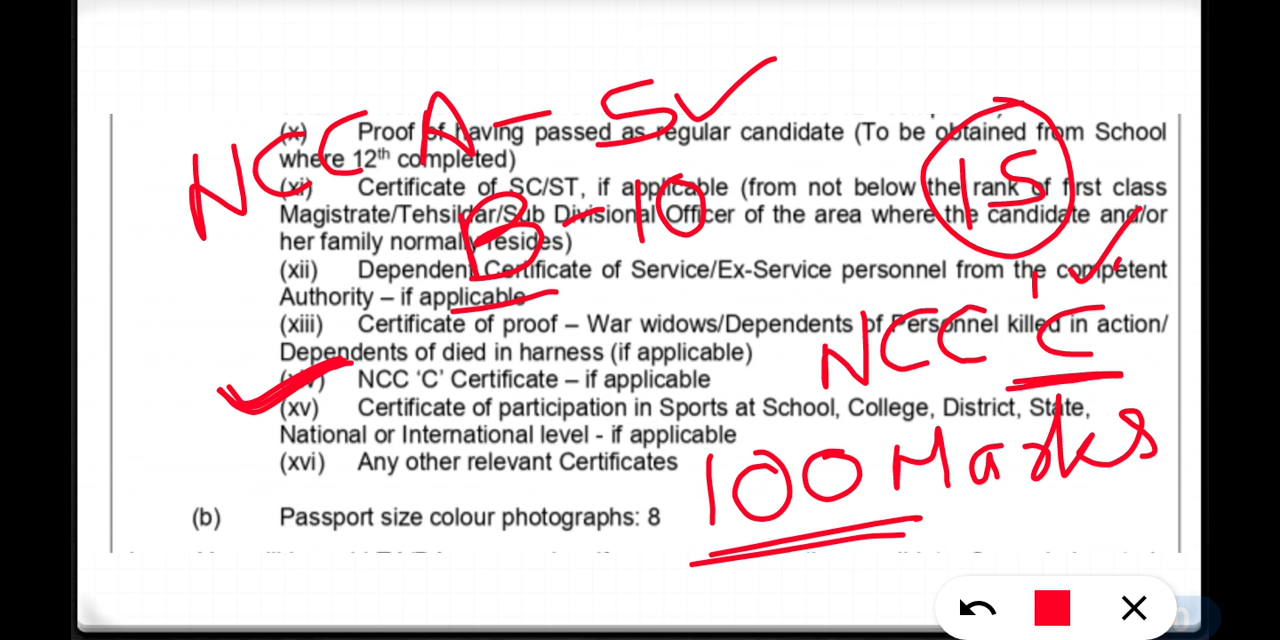 NCC A - 5
(x) Proof of having passed as regular candidate (To be obtained from School
where 12th completed)
(xi) Certificate of SC/ST, if applicable (from not below the rank of first class
Magistrate/Tehsildar/Sub Divisional Officer of the area where the candidate and/or
her family normally resides)
B - 10
15
(xii) Dependent Certificate of Service/Ex-Service personnel from the competent
Authority – if applicable
(xiii) Certificate of proof – War widows/Dependents of Personnel killed in action/
Dependents of died in harness (if applicable)
NCC 'C'
(xiv) NCC ‘C’ Certificate – if applicable
(xv) Certificate of participation in Sports at School, College, District, State,
National or International level - if applicable
(xvi) Any other relevant Certificates
100 Marks
(b) Passport size colour photographs: 8